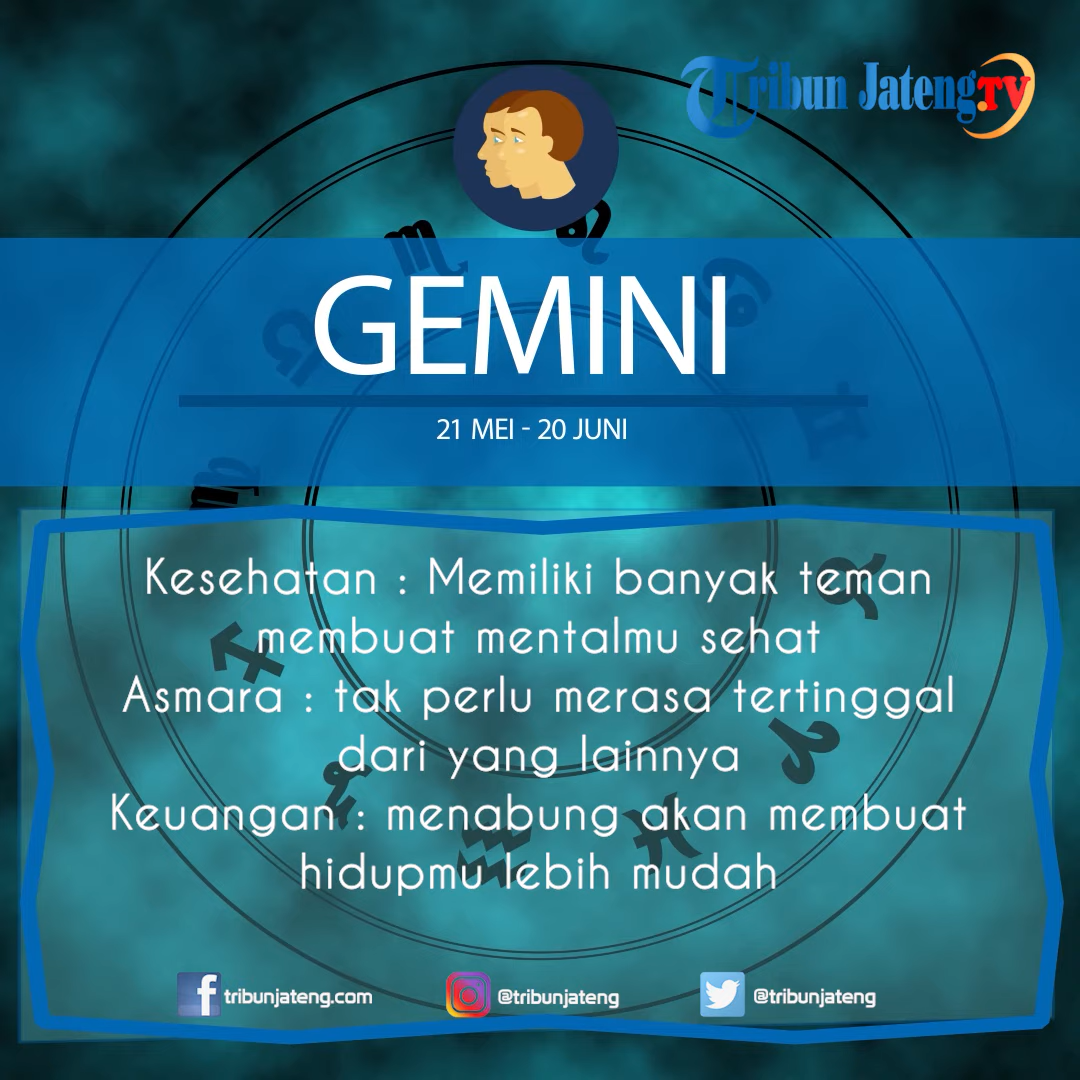 Tribun Jateng.TV
GEMINI
21 MEI - 20 JUNI
Kesehatan : Memiliki banyak teman
membuat mentalmu sehat
Asmara : tak perlu merasa tertinggal
dari yang lainnya
Keuangan : menabung akan membuat
hidupmu lebih mudah
tribunjateng.com @tribunjateng @tribunjateng